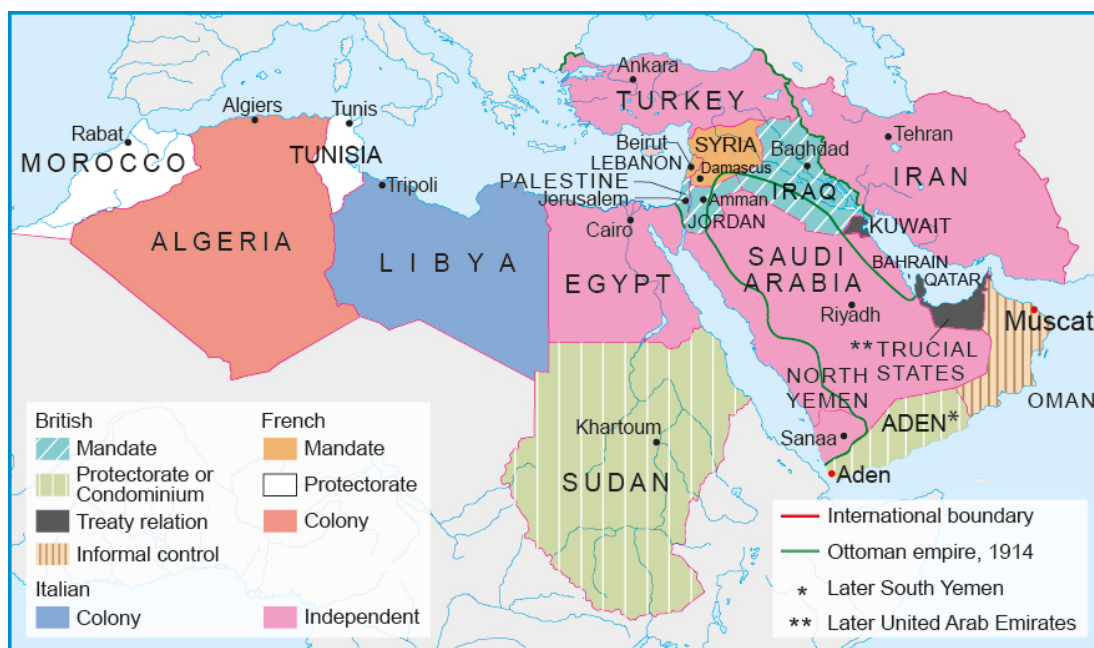 Ankara
TURKEY
Algiers
Tunis
Rabat
MOROCCO
TUNISIA
Tripoli
ALGERIA
LIBYA
Beirut
LEBANON
SYRIA
Damascus
Baghdad
IRAQ
Tehran
IRAN
PALESTINE
Jerusalem
Amman
JORDAN
Cairo
EGYPT
KUWAIT
BAHRAIN
QATAR
SAUDI
ARABIA
Riyadh
Muscat
** TRUCIAL
STATES
NORTH
YEMEN
OMAN
Sanaa
ADEN*
Aden
Khartoum
SUDAN
British
Mandate
Protectorate or
Condominium
Treaty relation
Informal control
Italian
Colony
French
Mandate
Protectorate
Colony
Independent
International boundary
Ottoman empire, 1914
* Later South Yemen
** Later United Arab Emirates